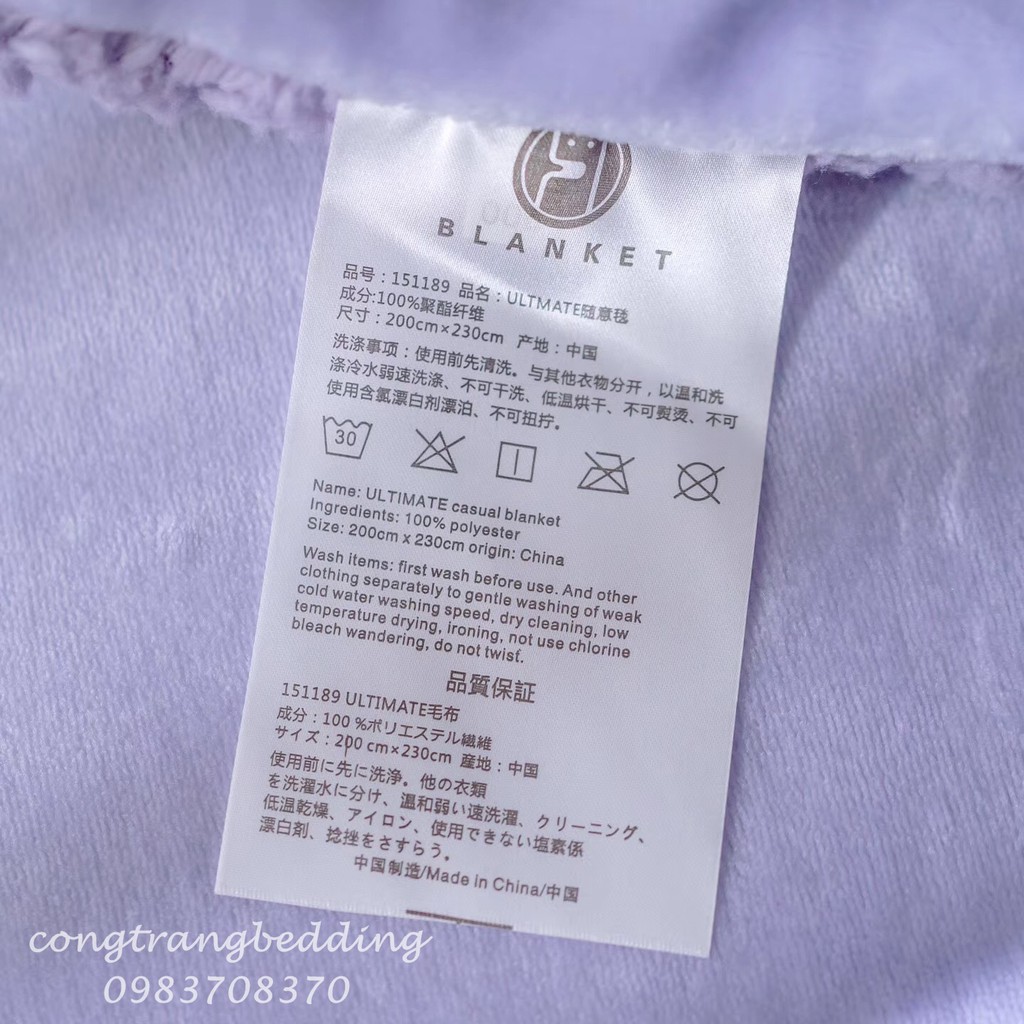 BLANKET
品号：151189 品名：ULTMATE随意毯
成分:100%聚酯纤维
尺寸：200cm×230cm 产地：中国
洗涤事项：使用前先清洗。与其他衣物分开，以温和洗
涤冷水弱速洗涤、不可干洗、低温烘干、不可熨烫、不可
使用含氯漂白剂漂泊、不可扭拧。
30
Name: ULTIMATE casual blanket
Ingredients: 100% polyester
Size: 200cm x 230cm origin: China
Wash items: first wash before use. And other
clothing separately to gentle washing of weak
cold water washing speed, dry cleaning, low
temperature drying, ironing, not use chlorine
bleach wandering, do not twist.
品質保証
151189 ULTIMATE毛布
成分：100 %ポリエステル繊維
サイズ：200 cm×230cm 産地：中国
使用前に先に洗浄。他の衣類
を洗濯水に分け、温和弱い速洗濯、クリーニング、
低温乾燥、アイロン、使用できない塩素係
漂白剤、捻挫をさすらう。
中国制造/Made in China/中国
congtrangbedding
0983708370